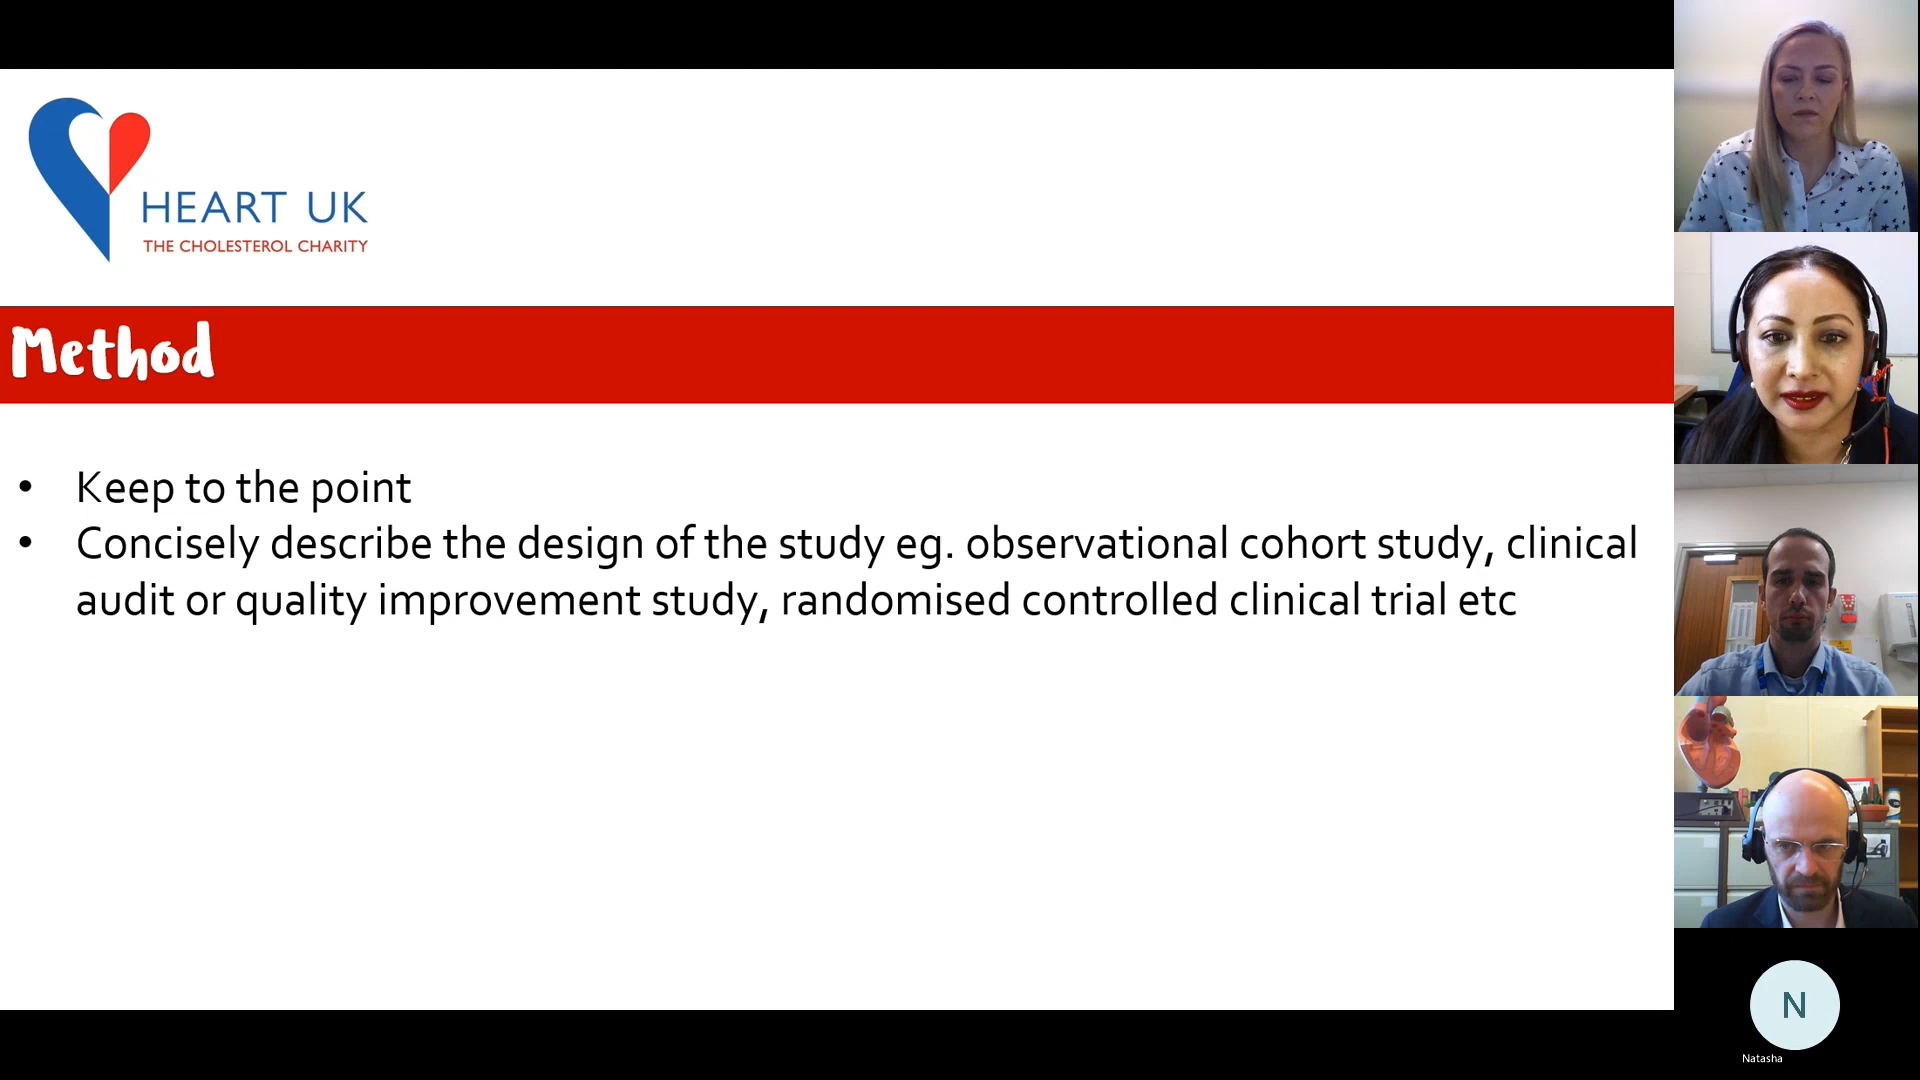 HEART UK
THE CHOLESTEROL CHARITY
Method
• Keep to the point
• Concisely describe the design of the study eg. observational cohort study, clinical
audit or quality improvement study, randomised controlled clinical trial etc
N
Natasha